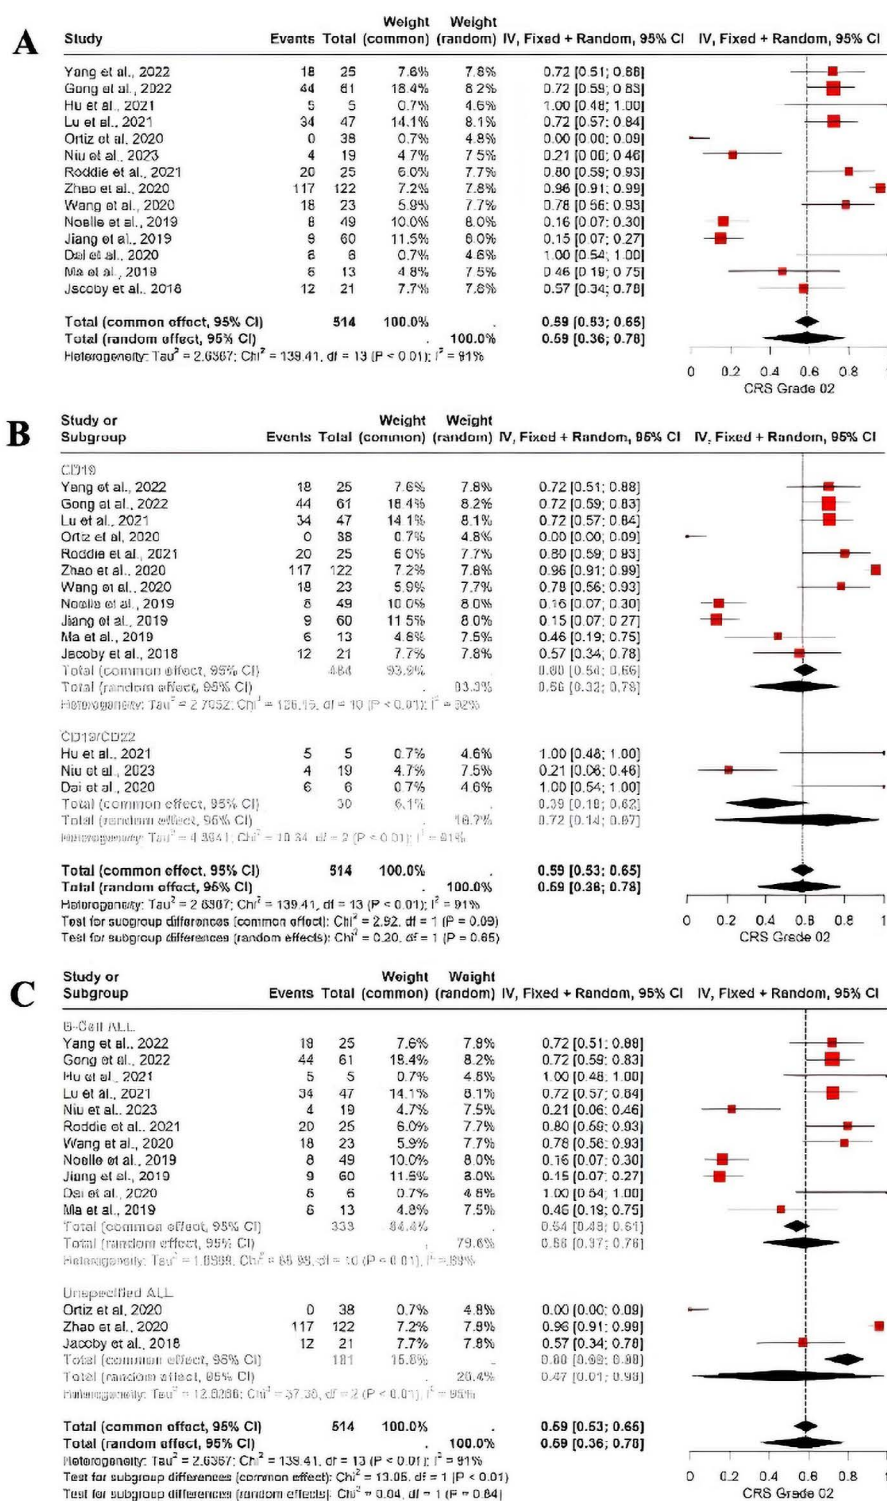 A
Weight Weight
Study Events Total (common) (random) IV, Fixed + Random, 95% CI IV, Fixed + Random, 95% CI
Yang et al., 2022 18 25 7.6% 7.8% 0.72 [0.51; 0.88]
Gong et al., 2022 44 61 18.4% 8.2% 0.72 [0.59; 0.83]
Hu et al., 2021 5 5 0.7% 4.6% 1.00 [0.48; 1.00]
Lu et al., 2021 34 47 14.1% 8.1% 0.72 [0.57; 0.84]
Ortiz et al., 2020 0 38 0.7% 4.8% 0.00 [0.00; 0.09]
Niu et al., 2023 4 19 4.7% 7.5% 0.21 [0.06; 0.46]
Roddie et al., 2021 20 25 6.0% 7.7% 0.80 [0.59; 0.93]
Zhao et al., 2020 117 122 7.2% 7.8% 0.96 [0.91; 0.99]
Wang et al., 2020 18 23 5.9% 7.7% 0.78 [0.56; 0.93]
Noelle et al., 2019 8 49 10.0% 8.0% 0.16 [0.07; 0.30]
Jiang et al., 2019 9 60 11.5% 8.0% 0.15 [0.07; 0.27]
Dai et al., 2020 6 6 0.7% 4.6% 1.00 [0.54; 1.00]
Ma et al., 2019 6 13 4.8% 7.5% 0.46 [0.19; 0.75]
Jacoby et al., 2018 12 21 7.7% 7.8% 0.57 [0.34; 0.78]
Total (common effect, 95% CI) 514 100.0% . 0.59 [0.53; 0.65]
Total (random effect, 95% CI) . 100.0% 0.59 [0.36; 0.78]
Heterogeneity: Tau² = 2.6367; Chi² = 139.41, df = 13 (P < 0.01); I² = 91%
0 0.2 0.4 0.6 0.8 1
CRS Grade 02
B
Study or Weight Weight
Subgroup Events Total (common) (random) IV, Fixed + Random, 95% CI IV, Fixed + Random, 95% CI
CD19
Yang et al., 2022 18 25 7.6% 7.8% 0.72 [0.51; 0.88]
Gong et al., 2022 44 61 18.4% 8.2% 0.72 [0.59; 0.83]
Lu et al., 2021 34 47 14.1% 8.1% 0.72 [0.57; 0.84]
Ortiz et al, 2020 0 38 0.7% 4.8% 0.00 [0.00; 0.09]
Roddie et al., 2021 20 25 6.0% 7.7% 0.80 [0.59; 0.93]
Zhao et al., 2020 117 122 7.2% 7.8% 0.96 [0.91; 0.99]
Wang et al., 2020 18 23 5.9% 7.7% 0.78 [0.56; 0.93]
Noelle et al., 2019 8 49 10.0% 8.0% 0.16 [0.07; 0.30]
Jiang et al., 2019 9 60 11.5% 8.0% 0.15 [0.07; 0.27]
Ma et al., 2019 6 13 4.8% 7.5% 0.46 [0.19; 0.75]
Jacoby et al., 2018 12 21 7.7% 7.8% 0.57 [0.34; 0.78]
Total (common effect, 95% CI) 484 93.9% .
Total (random effect, 95% CI) . 83.3%
Heterogeneity: df = 10 (P < 0.01); I² = 92%
CD19/CD22
Hu et al., 2021 5 5 0.7% 4.6% 1.00 [0.48; 1.00]
Niu et al., 2023 4 19 4.7% 7.5% 0.21 [0.06; 0.46]
Dai et al., 2020 6 6 0.7% 4.6% 1.00 [0.54; 1.00]
Total (common effect, 95% CI) 30 6.1% . 0.39 [0.18; 0.62]
Total (random effect, 95% CI) . 16.7%
Heterogeneity: df = 2 (P < 0.01); I² = 81%
Total (common effect, 95% CI) 514 100.0% . 0.59 [0.53; 0.65]
Total (random effect, 95% CI) . 100.0% 0.59 [0.36; 0.78]
Heterogeneity: Tau² = 2.6367; Chi² = 139.41, df = 13 (P < 0.01); I² = 91%
Test for subgroup differences (common effect): Chi² = 2.92, df = 1 (P = 0.09)
Test for subgroup differences (random effects): Chi² = 0.20, df = 1 (P = 0.65)
0 0.2 0.4 0.6 0.8 1
CRS Grade 02
C
Study or Weight Weight
Subgroup Events Total (common) (random) IV, Fixed + Random, 95% CI IV, Fixed + Random, 95% CI
B-Cell ALL
Yang et al., 2022 18 25 7.6% 7.8% 0.72 [0.51; 0.88]
Gong et al., 2022 44 61 18.4% 8.2% 0.72 [0.59; 0.83]
Hu et al., 2021 5 5 0.7% 4.6% 1.00 [0.48; 1.00]
Lu et al., 2021 34 47 14.1% 8.1% 0.72 [0.57; 0.84]
Niu et al., 2023 4 19 4.7% 7.5% 0.21 [0.06; 0.46]
Roddie et al., 2021 20 25 6.0% 7.7% 0.80 [0.59; 0.93]
Wang et al., 2020 18 23 5.9% 7.7% 0.78 [0.56; 0.93]
Noelle et al., 2019 8 49 10.0% 8.0% 0.16 [0.07; 0.30]
Jiang et al., 2019 9 60 11.5% 8.0% 0.15 [0.07; 0.27]
Dai et al., 2020 6 6 0.7% 4.6% 1.00 [0.54; 1.00]
Ma et al., 2019 6 13 4.8% 7.5% 0.46 [0.19; 0.75]
Total (common effect, 95% CI) 333 84.4% . 0.54 [0.48; 0.61]
Total (random effect, 95% CI) . 79.6%
Heterogeneity: df = 10 (P < 0.01), I² = 89%
Unspecified ALL
Ortiz et al, 2020 0 38 0.7% 4.8% 0.00 [0.00; 0.09]
Zhao et al., 2020 117 122 7.2% 7.8% 0.96 [0.91; 0.99]
Jacoby et al., 2018 12 21 7.7% 7.8% 0.57 [0.34; 0.78]
Total (common effect, 95% CI) 181 15.6% .
Total (random effect, 95% CI) . 20.4% 0.47 [0.01; 0.98]
Heterogeneity: df = 2 (P < 0.01)
Total (common effect, 95% CI) 514 100.0% . 0.59 [0.53; 0.65]
Total (random effect, 95% CI) . 100.0% 0.59 [0.36; 0.78]
Heterogeneity: Tau² = 2.6367; Chi² = 139.41, df = 13 (P < 0.01); I² = 91%
Test for subgroup differences (common effect): Chi² = 13.05, df = 1 (P < 0.01)
Test for subgroup differences (random effects): Chi² = 0.04, df = 1 (P = 0.84)
0 0.2 0.4 0.6 0.8 1
CRS Grade 02